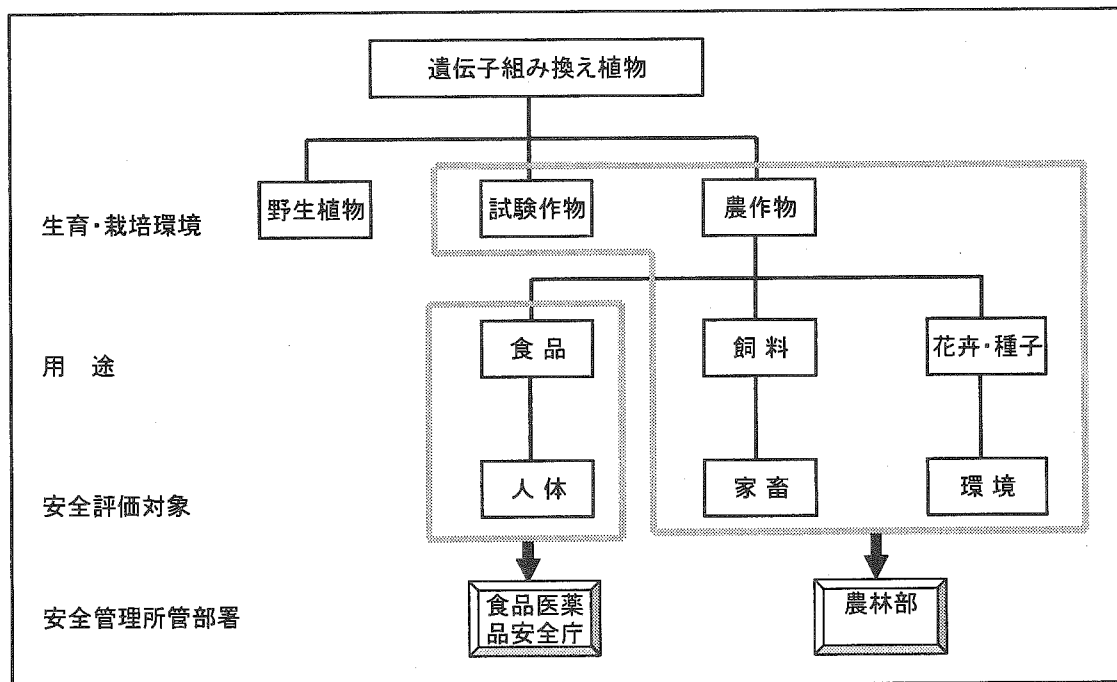 遺伝子組み換え植物
生育・栽培環境
野生植物
試験作物
農作物
用　途
食 品
飼 料
花卉・種子
安全評価対象
人 体
家 畜
環 境
安全管理所管部署
食品医薬
品安全庁
農林部